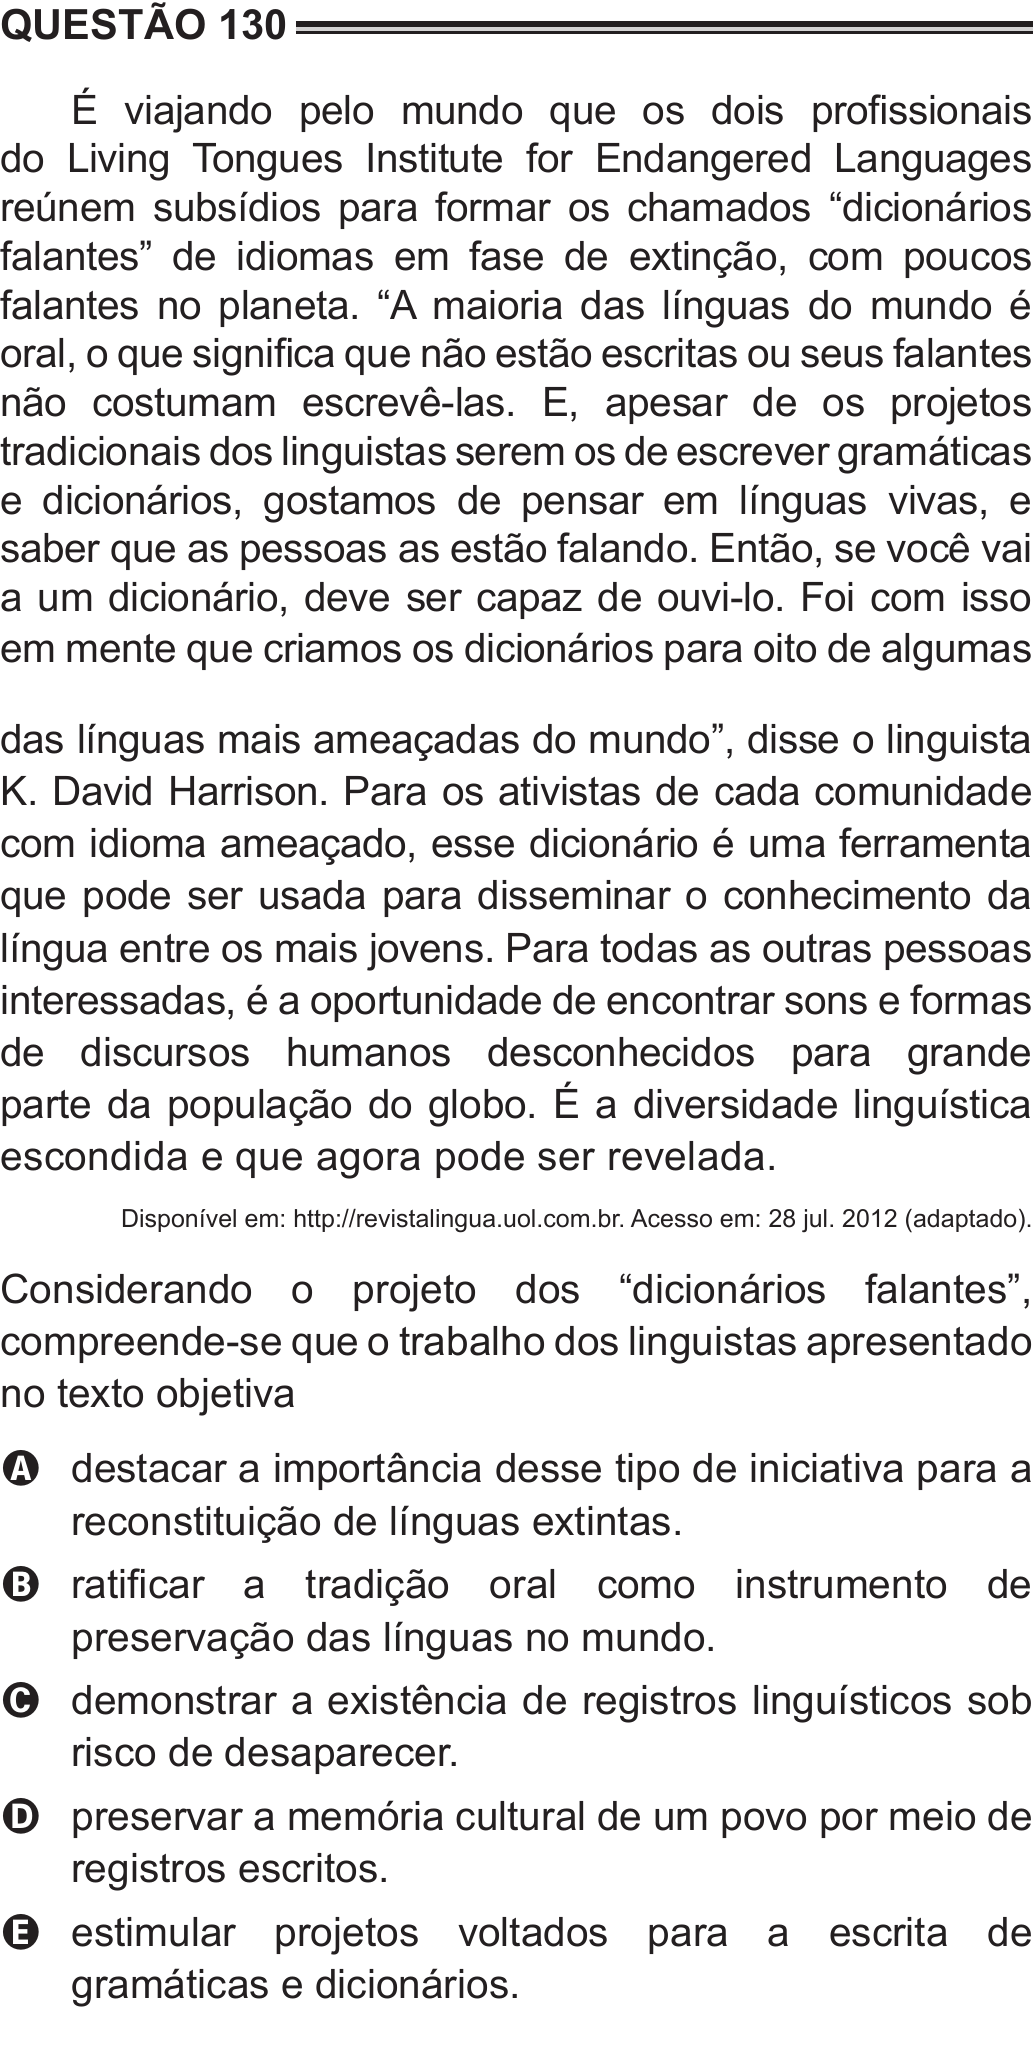 QUESTÃO 130
É viajando pelo mundo que os dois profissionais
do Living Tongues Institute for Endangered Languages
reúnem subsídios para formar os chamados “dicionários
falantes” de idiomas em fase de extinção, com poucos
falantes no planeta. “A maioria das línguas do mundo é
oral, o que significa que não estão escritas ou seus falantes
não costumam escrevê-las. E, apesar de os projetos
tradicionais dos linguistas serem os de escrever gramáticas
e dicionários, gostamos de pensar em línguas vivas, e
saber que as pessoas as estão falando. Então, se você vai
a um dicionário, deve ser capaz de ouvi-lo. Foi com isso
em mente que criamos os dicionários para oito de algumas
das línguas mais ameaçadas do mundo”, disse o linguista
K. David Harrison. Para os ativistas de cada comunidade
com idioma ameaçado, esse dicionário é uma ferramenta
que pode ser usada para disseminar o conhecimento da
língua entre os mais jovens. Para todas as outras pessoas
interessadas, é a oportunidade de encontrar sons e formas
de discursos humanos desconhecidos para grande
parte da população do globo. É a diversidade linguística
escondida e que agora pode ser revelada.
Disponível em: http://revistalingua.uol.com.br. Acesso em: 28 jul. 2012 (adaptado).
Considerando o projeto dos “dicionários falantes”,
compreende-se que o trabalho dos linguistas apresentado
no texto objetiva
A destacar a importância desse tipo de iniciativa para a
reconstituição de línguas extintas.
B ratificar a tradição oral como instrumento de
preservação das línguas no mundo.
C demonstrar a existência de registros linguísticos sob
risco de desaparecer.
D preservar a memória cultural de um povo por meio de
registros escritos.
E estimular projetos voltados para a escrita de
gramáticas e dicionários.